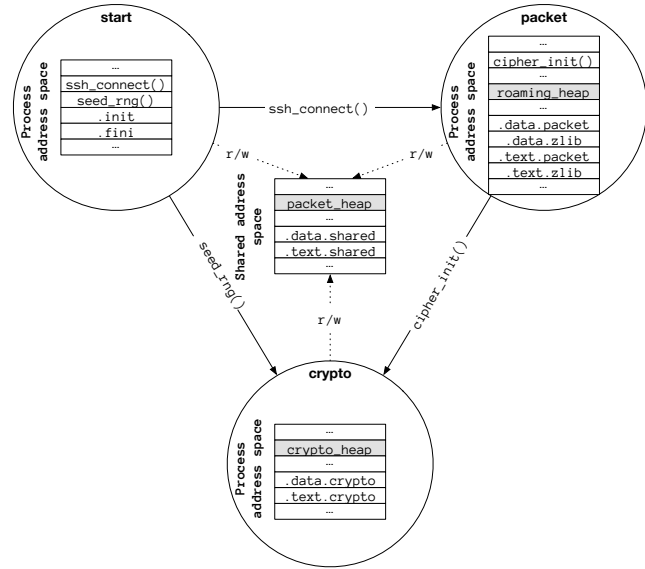 start
Process
address space
…
ssh_connect()
seed_rng()
.init
.fini
…
ssh_connect()
packet
Process
address space
…
cipher_init()
…
roaming_heap
…
.data.packet
.data.zlib
.text.packet
.text.zlib
…
r/w
r/w
Shared address
space
…
packet_heap
…
.data.shared
.text.shared
…
seed_rng()
r/w
cipher_init()
crypto
Process
address space
…
crypto_heap
…
.data.crypto
.text.crypto
…